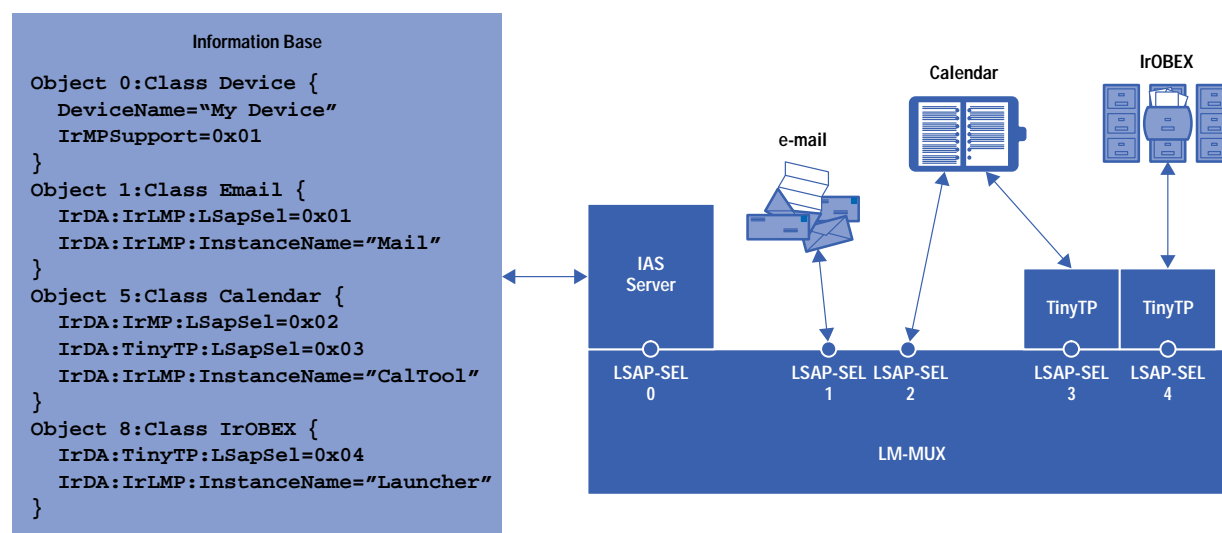 Information Base
Object 0:Class Device {
DeviceName=“My Device”
IrMPSupport=0x01
}
Object 1:Class Email {
IrDA:IrLMP:LSapSel=0x01
IrDA:IrLMP:InstanceName=”Mail”
}
Object 5:Class Calendar {
IrDA:IrMP:LSapSel=0x02
IrDA:TinyTP:LSapSel=0x03
IrDA:IrLMP:InstanceName=”CalTool”
}
Object 8:Class IrOBEX {
IrDA:TinyTP:LSapSel=0x04
IrDA:IrLMP:InstanceName=”Launcher”
}
IAS
Server
e-mail
Calendar
IrOBEX
TinyTP
TinyTP
LSAP-SEL
0
LSAP-SEL
1
LSAP-SEL
2
LSAP-SEL
3
LSAP-SEL
4
LM-MUX